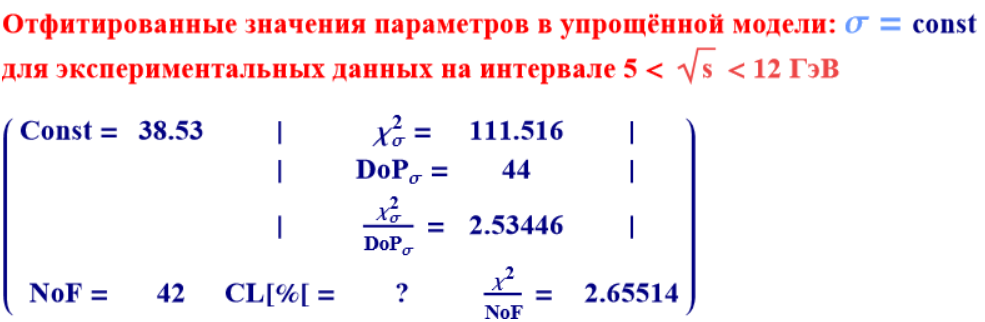 Отфитированные значения параметров в упрощённой модели: σ = const
для экспериментальных данных на интервале 5 < √s < 12 ГэВ
Const = 38.53 | χ²σ = 111.516 |
| DoPσ = 44 |
| χ²σ/DoPσ = 2.53446 |
NoF = 42 CL[%[ = ? χ²/NoF = 2.65514